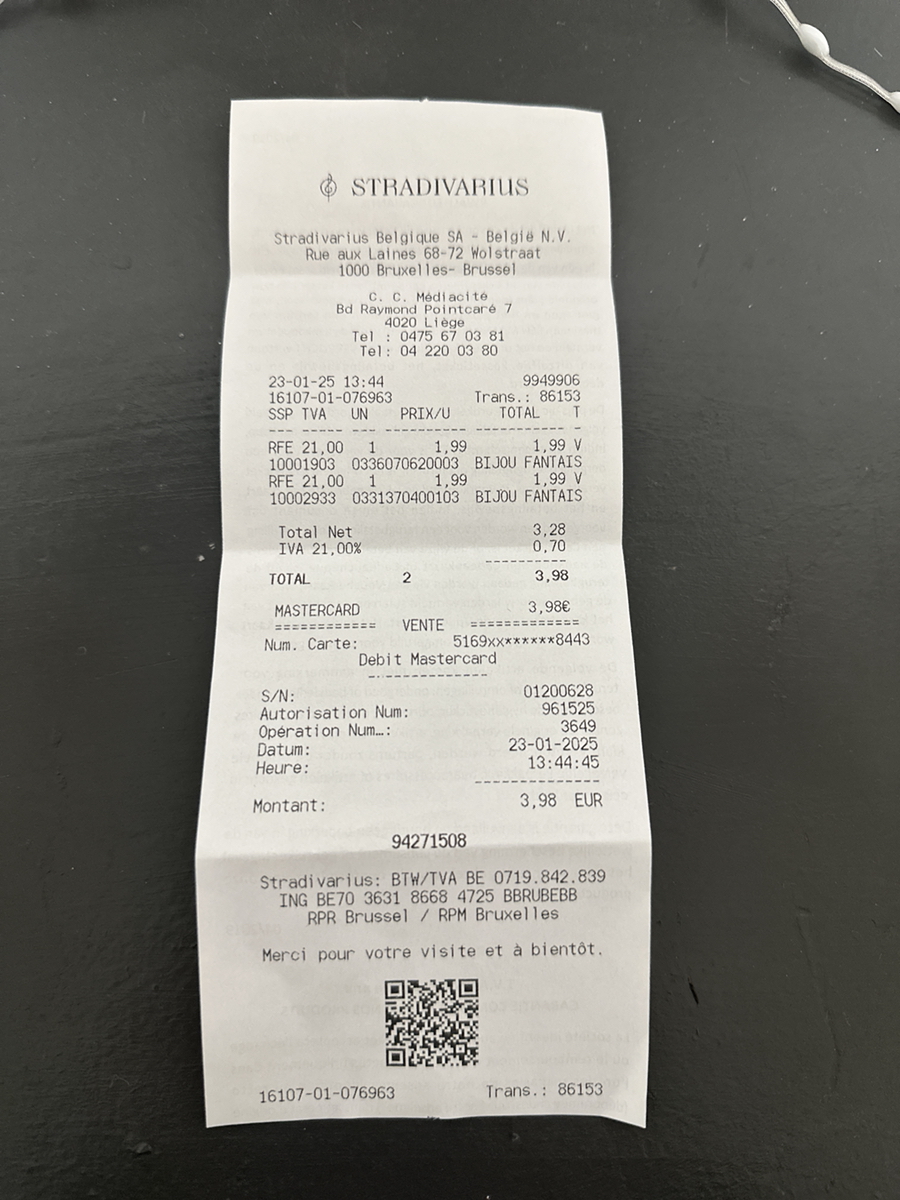 STRADIVARIUS
Stradivarius Belgique SA - België N.V.
Rue aux Laines 68-72 Wolstraat
1000 Bruxelles- Brussel
C. C. Médiacité
Bd Raymond Pointcaré 7
4020 Liège
Tel : 0475 67 03 81
Tel: 04 220 03 80
23-01-25 13:44 9949906
16107-01-076963 Trans.: 86153
SSP TVA UN PRIX/U TOTAL T
--- ----- --- ---------- ----------- -
RFE 21,00 1 1,99 1,99 V
10001903 0336070620003 BIJOU FANTAIS
RFE 21,00 1 1,99 1,99 V
10002933 0331370400103 BIJOU FANTAIS
Total Net 3,28
IVA 21,00% 0,70
----------
TOTAL 2 3,98
MASTERCARD 3,98€
============ VENTE =============
Num. Carte: 5169xx******8443
Debit Mastercard
--------------
S/N: 01200628
Autorisation Num: 961525
Opération Num…: 3649
Datum: 23-01-2025
Heure: 13:44:45
--------------
Montant: 3,98 EUR
94271508
Stradivarius: BTW/TVA BE 0719.842.839
ING BE70 3631 8668 4725 BBRUBEBB
RPR Brussel / RPM Bruxelles
Merci pour votre visite et à bientôt.
16107-01-076963 Trans.: 86153